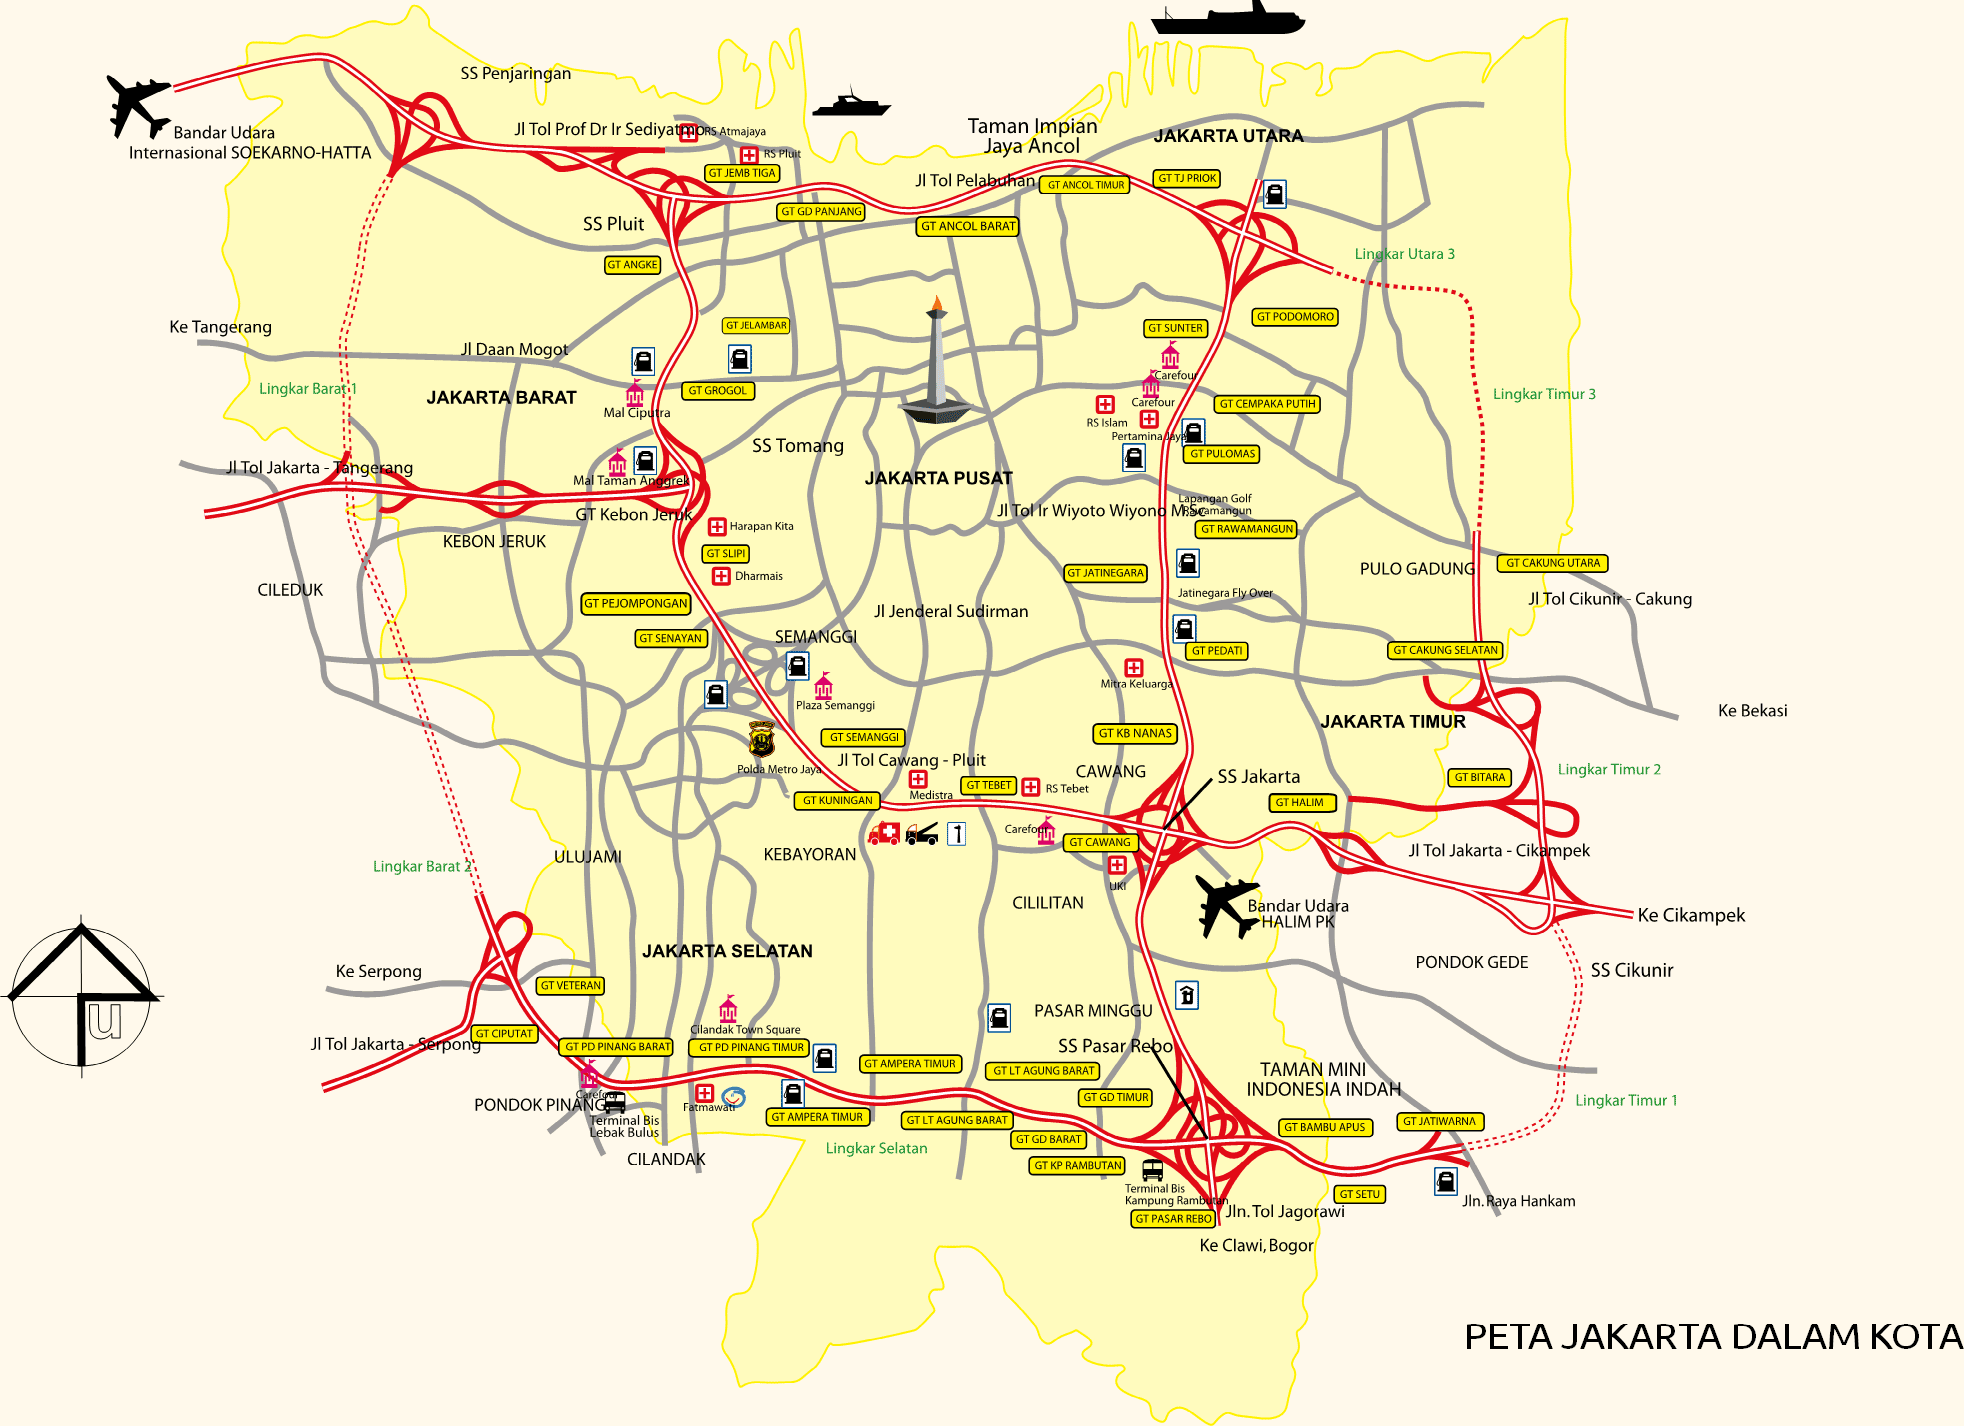 SS Penjaringan
Bandar Udara
Internasional SOEKARNO-HATTA
Jl Tol Prof Dr Ir Sediyatmo
RS Atmajaya
RS Pluit
GT JEMB TIGA
Taman Impian
Jaya Ancol
JAKARTA UTARA
Jl Tol Pelabuhan
GT ANCOL TIMUR
GT TJ PRIOK
GT GD PANJANG
GT ANCOL BARAT
SS Pluit
GT ANGKE
Lingkar Utara 3
Ke Tangerang
GT JELAMBAR
GT SUNTER
GT PODOMORO
Jl Daan Mogot
Lingkar Barat 1
JAKARTA BARAT
GT GROGOL
Mal Ciputra
Carefour
Carefour
GT CEMPAKA PUTIH
Lingkar Timur 3
RS Islam
Pertamina Jaya
SS Tomang
GT PULOMAS
Jl Tol Jakarta - Tangerang
Mal Taman Anggrek
JAKARTA PUSAT
GT Kebon Jeruk
Jl Tol Ir Wiyoto Wiyono M.Sc
Lapangan Golf
Rawamangun
GT RAWAMANGUN
Harapan Kita
KEBON JERUK
GT SLIPI
Dharmais
CILEDUK
GT JATINEGARA
PULO GADUNG
GT CAKUNG UTARA
Jatinegara Fly Over
Jl Tol Cikunir - Cakung
GT PEJOMPONGAN
Jl Jenderal Sudirman
GT SENAYAN
SEMANGGI
GT PEDATI
GT CAKUNG SELATAN
Mitra Keluarga
Plaza Semanggi
Ke Bekasi
JAKARTA TIMUR
GT SEMANGGI
GT KB NANAS
Polda Metro Jaya
Jl Tol Cawang - Pluit
CAWANG
SS Jakarta
GT BITARA
Lingkar Timur 2
GT KUNINGAN
Medistra
GT TEBET
RS Tebet
GT HALIM
Carefour
GT CAWANG
KEBAYORAN
ULUJAMI
Lingkar Barat 2
Jl Tol Jakarta - Cikampek
UKI
CILILITAN
Bandar Udara
HALIM PK
Ke Cikampek
JAKARTA SELATAN
Ke Serpong
PONDOK GEDE
SS Cikunir
GT VETERAN
u
PASAR MINGGU
GT CIPUTAT
Cilandak Town Square
Jl Tol Jakarta - Serpong
GT PD PINANG BARAT
GT PD PINANG TIMUR
SS Pasar Rebo
GT AMPERA TIMUR
GT LT AGUNG BARAT
TAMAN MINI
INDONESIA INDAH
Carefour
PONDOK PINANG
Fatmawati
GT GD TIMUR
Lingkar Timur 1
Terminal Bis
Lebak Bulus
GT AMPERA TIMUR
GT LT AGUNG BARAT
GT BAMBU APUS
GT JATIWARNA
GT GD BARAT
Lingkar Selatan
CILANDAK
GT KP RAMBUTAN
Terminal Bis
Kampung Rambutan
GT SETU
Jln. Raya Hankam
GT PASAR REBO
Jln. Tol Jagorawi
Ke CIawi, Bogor
PETA JAKARTA DALAM KOTA